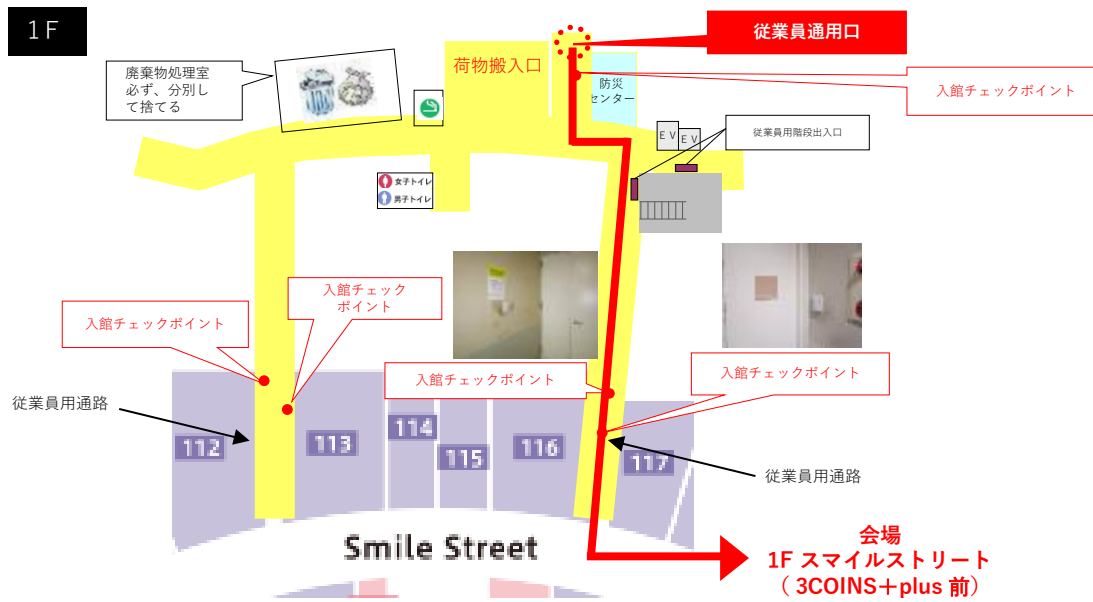 1F
従業員通用口
廃棄物処理室
必ず、分別し
て捨てる
荷物搬入口
防災
センター
入館チェックポイント
EV
EV
従業員用階段出入口
女子トイレ
男子トイレ
入館チェック
ポイント
入館チェックポイント
入館チェックポイント
入館チェックポイント
従業員用通路
112
113
114
115
116
117
従業員用通路
Smile Street
会場
1F スマイルストリート
（ 3COINS＋plus 前）